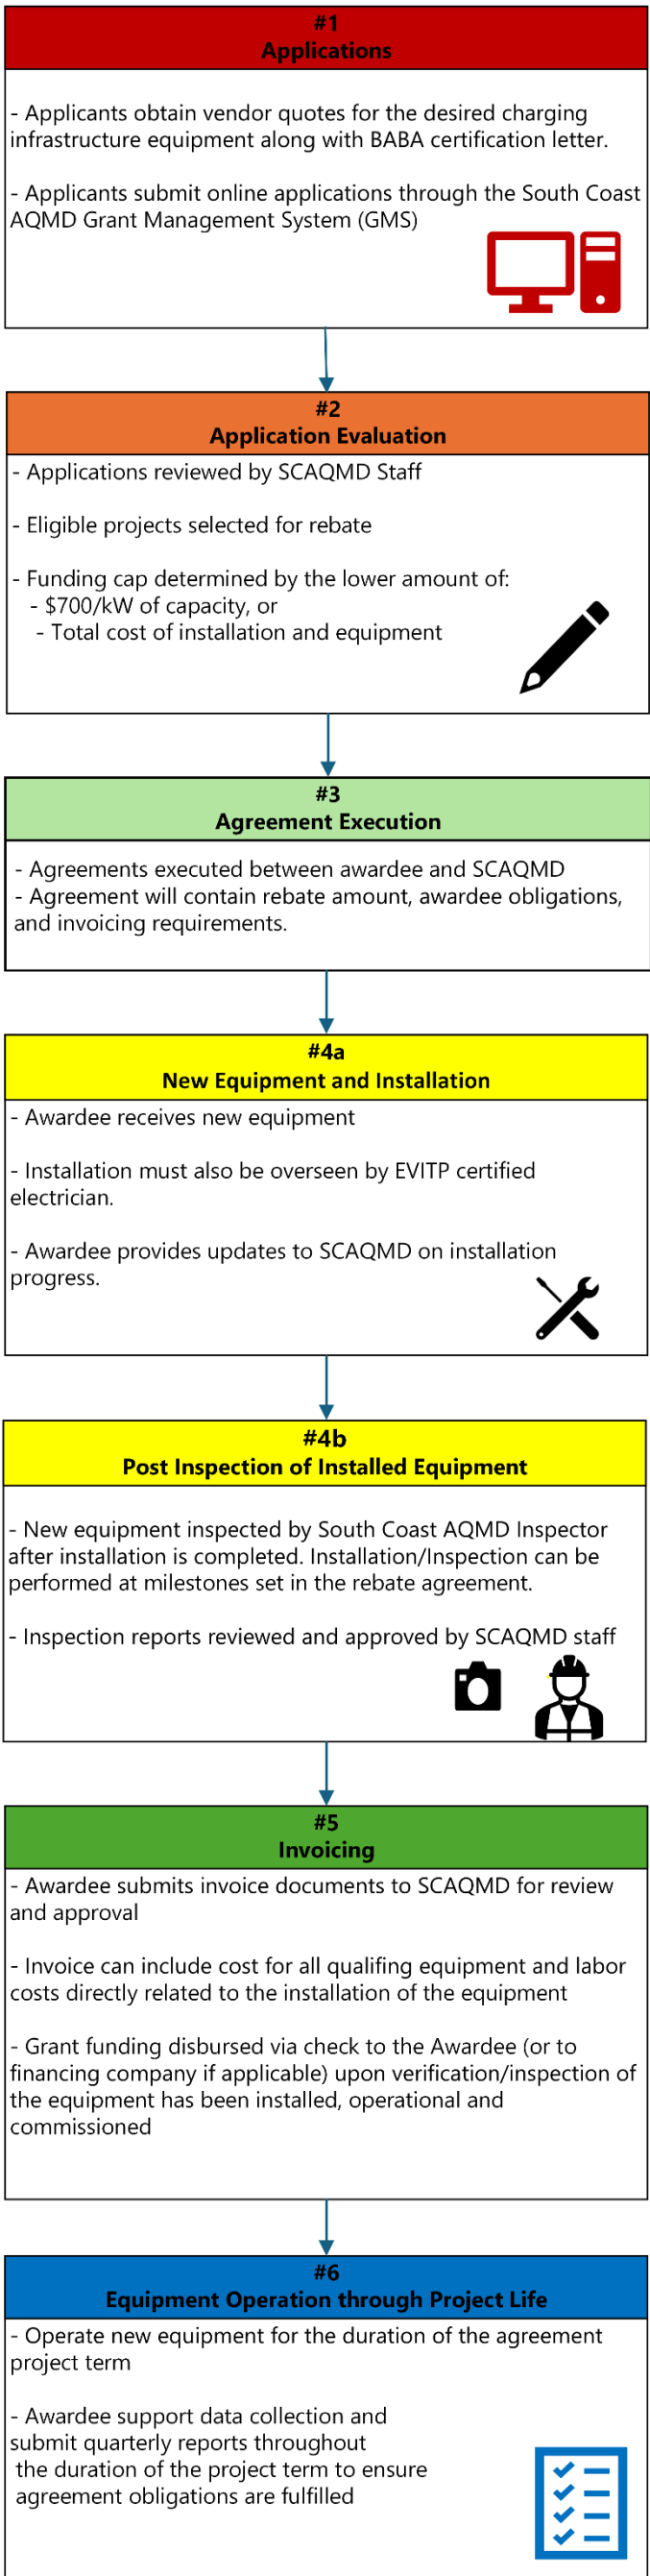 #1
Applications
- Applicants obtain vendor quotes for the desired charging
infrastructure equipment along with BABA certification letter.
- Applicants submit online applications through the South Coast
AQMD Grant Management System (GMS)
#2
Application Evaluation
- Applications reviewed by SCAQMD Staff
- Eligible projects selected for rebate
- Funding cap determined by the lower amount of:
- $700/kW of capacity, or
- Total cost of installation and equipment
#3
Agreement Execution
- Agreements executed between awardee and SCAQMD
- Agreement will contain rebate amount, awardee obligations,
and invoicing requirements.
#4a
New Equipment and Installation
- Awardee receives new equipment
- Installation must also be overseen by EVITP certified
electrician.
- Awardee provides updates to SCAQMD on installation
progress.
#4b
Post Inspection of Installed Equipment
- New equipment inspected by South Coast AQMD Inspector
after installation is completed. Installation/Inspection can be
performed at milestones set in the rebate agreement.
- Inspection reports reviewed and approved by SCAQMD staff
#5
Invoicing
- Awardee submits invoice documents to SCAQMD for review
and approval
- Invoice can include cost for all qualifing equipment and labor
costs directly related to the installation of the equipment
- Grant funding disbursed via check to the Awardee (or to
financing company if applicable) upon verification/inspection of
the equipment has been installed, operational and
commissioned
#6
Equipment Operation through Project Life
- Operate new equipment for the duration of the agreement
project term
- Awardee support data collection and
submit quarterly reports throughout
the duration of the project term to ensure
agreement obligations are fulfilled